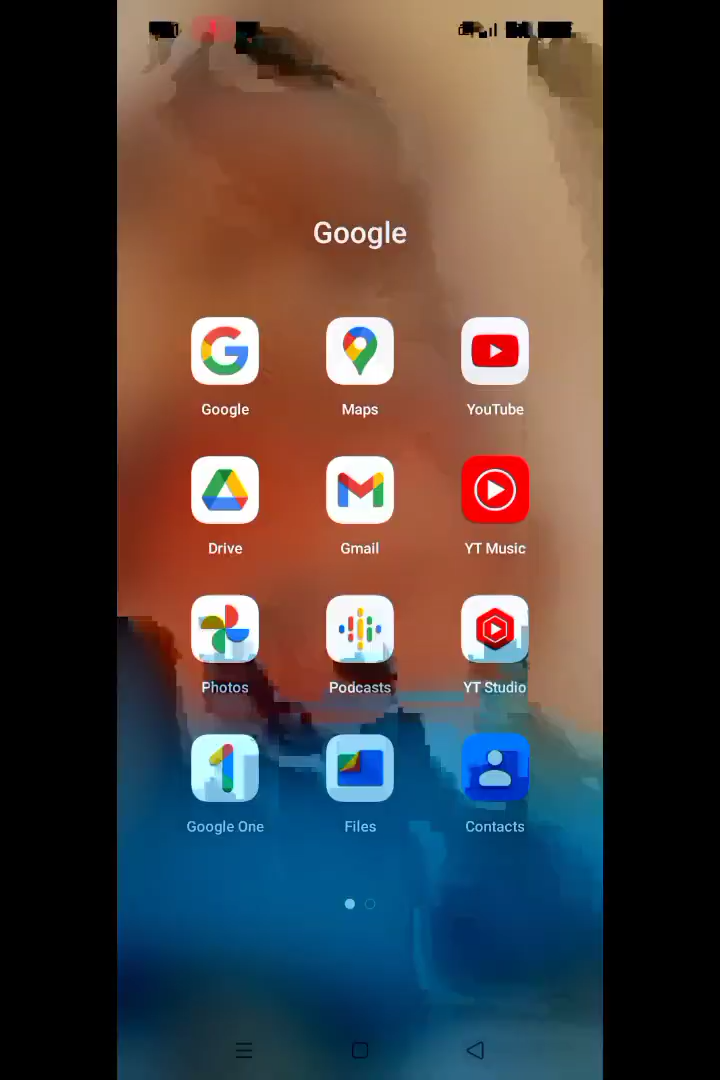 Google
Google Maps YouTube
Drive Gmail YT Music
Photos Podcasts YT Studio
Google One Files Contacts